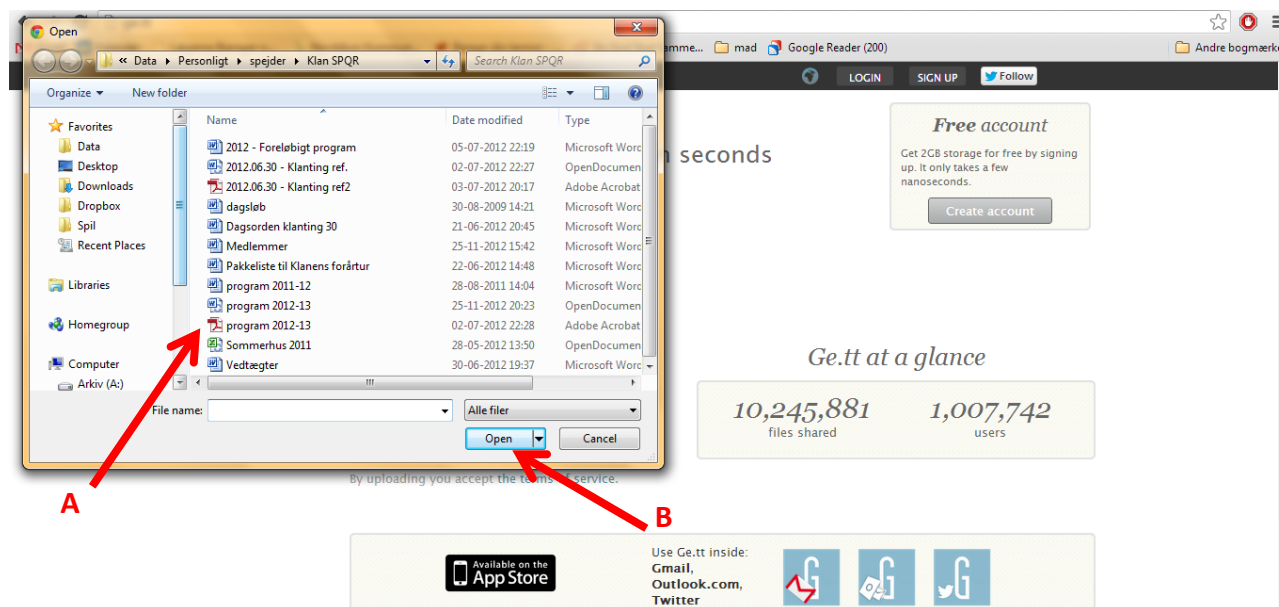 Open
« Data ▸ Personligt ▸ spejder ▸ Klan SPQR
Search Klan SPQR
Organize
New folder
Name
Date modified
Type
Favorites
Data
Desktop
Downloads
Dropbox
Spil
Recent Places
Libraries
Homegroup
Computer
Arkiv (A:)
2012 - Foreløbigt program 05-07-2012 22:19 Microsoft Word
2012.06.30 - Klanting ref. 02-07-2012 22:27 OpenDocumen
2012.06.30 - Klanting ref2 03-07-2012 20:17 Adobe Acrobat
dagsløb 30-08-2009 14:21 Microsoft Word
Dagsorden klanting 30 21-06-2012 20:45 Microsoft Word
Medlemmer 25-11-2012 15:42 Microsoft Word
Pakkeliste til Klanens forårtur 22-06-2012 14:48 Microsoft Word
program 2011-12 28-08-2011 14:04 Microsoft Word
program 2012-13 25-11-2012 20:23 OpenDocumen
program 2012-13 02-07-2012 22:28 Adobe Acrobat
Sommerhus 2011 28-05-2012 13:50 OpenDocumen
Vedtægter 30-06-2012 19:37 Microsoft Word
File name:
Alle filer
Open
Cancel
A
B
amme...
mad
Google Reader (200)
Andre bogmærke
LOGIN
SIGN UP
Follow
n seconds
Free account
Get 2GB storage for free by signing
up. It only takes a few
nanoseconds.
Create account
Ge.tt at a glance
10,245,881
files shared
1,007,742
users
By uploading you accept the terms of service.
Available on the
App Store
Use Ge.tt inside:
Gmail,
Outlook.com,
Twitter